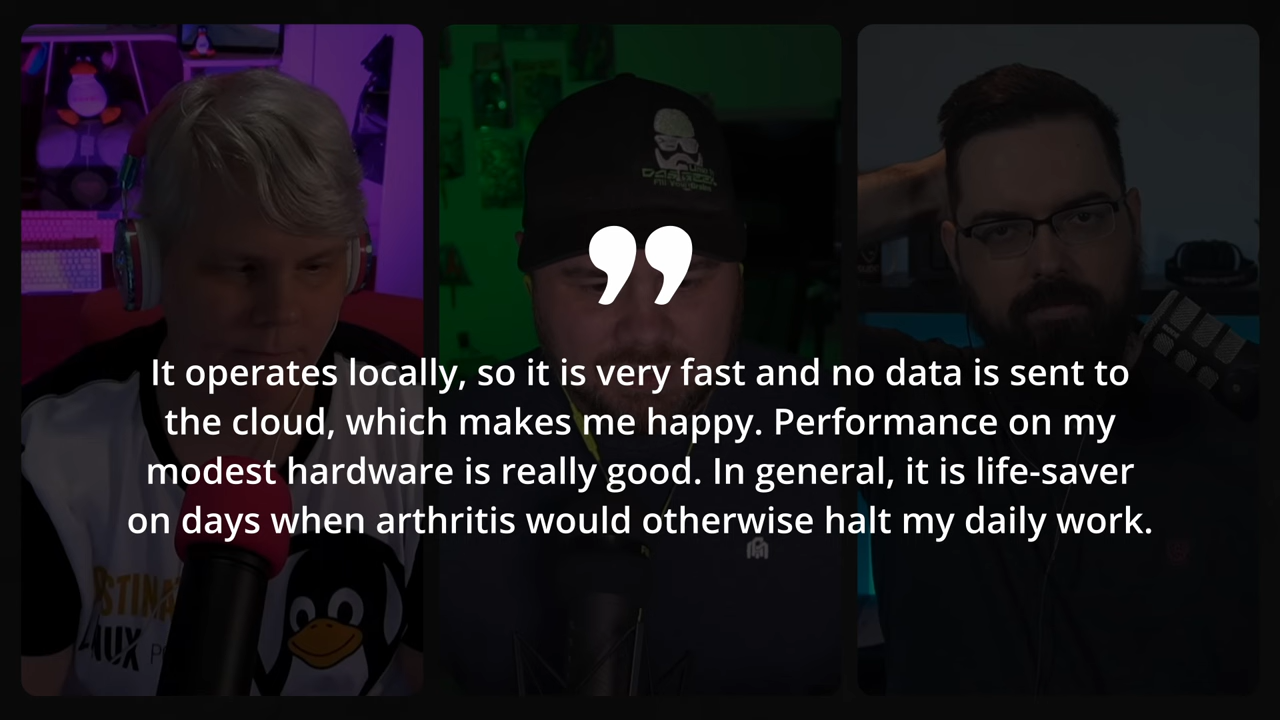 ”
It operates locally, so it is very fast and no data is sent to
the cloud, which makes me happy. Performance on my
modest hardware is really good. In general, it is life-saver
on days when arthritis would otherwise halt my daily work.